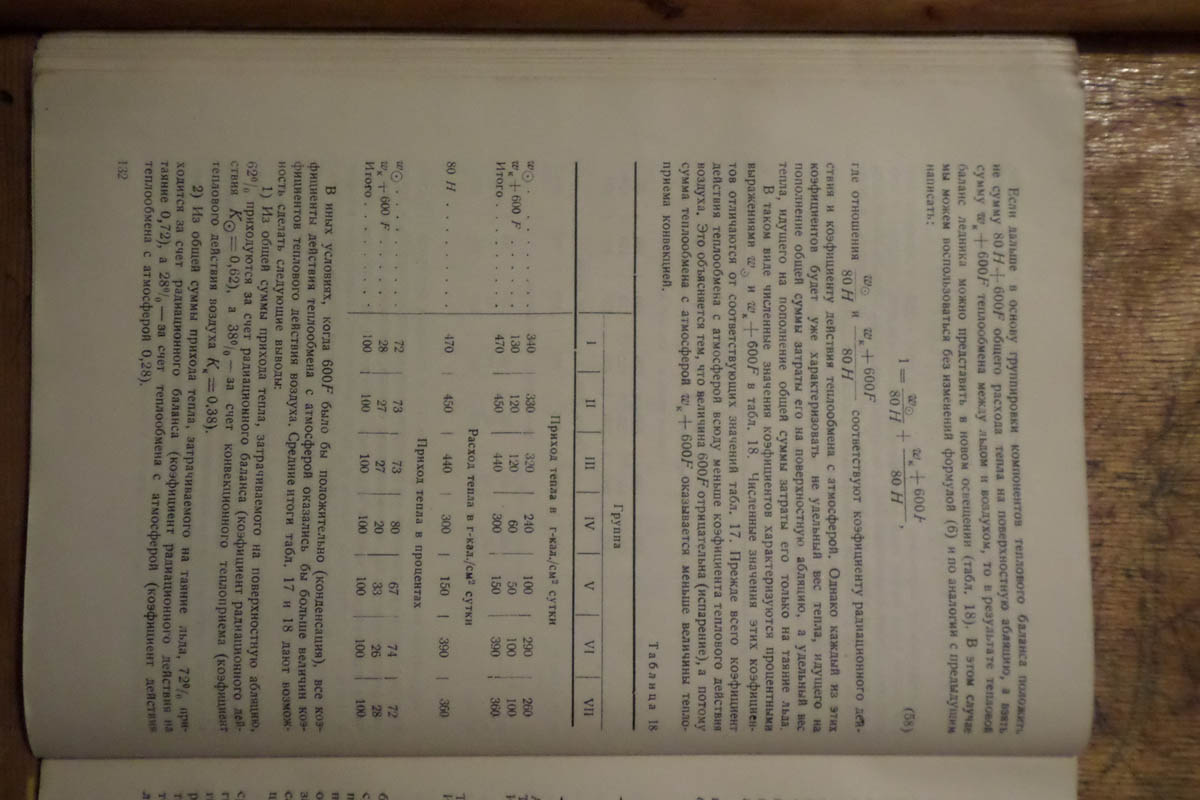 Если дальше в основу группировки компонентов теплового баланса положить
не сумму 80 H + 600F общего расхода тепла на поверхностную абляцию, а взять
сумму wк + 600F теплообмена между льдом и воздухом, то в результате тепловой
баланс ледника можно представить в новом освещении (табл. 18). В этом случае
мы можем воспользоваться без изменений формулой (6) и по аналогии с предыдущим
написать:
1 = w☉/80 H + (wк + 600F)/80 H , (58)
где отношения w☉/80 H и (wк + 600F)/80 H соответствуют коэфициенту радиационного дей-
ствия и коэфициенту действия теплообмена с атмосферой. Однако каждый из этих
коэфициентов будет уже характеризовать не удельный вес тепла, идущего на
пополнение общей суммы затраты его на поверхностную абляцию, а удельный вес
тепла, идущего на пополнение общей суммы затраты его только на таяние льда.
В таком виде численные значения коэфициентов характеризуются процентными
выражениями w☉ и wк + 600F в табл. 18. Численные значения этих коэфициен-
тов отличаются от соответствующих значений табл. 17. Прежде всего коэфициент
действия теплообмена с атмосферой всюду меньше коэфициента теплового действия
воздуха. Это объясняется тем, что величина 600F отрицательна (испарение), а потому
сумма теплообмена с атмосферой wк + 600F оказывается меньше величины тепло-
приема конвекцией.
Таблица 18
Группа
I II III IV V VI VII
Приход тепла в г-кал./см² сутки
w☉ . . . . . . . . 340 330 320 240 100 290 260
wк + 600 F . . . . . 130 120 120 60 50 100 100
Итого . . . . . . . 470 450 440 300 150 390 360
Расход тепла в г-кал./см² сутки
80 H . . . . . . . . 470 | 450 | 440 | 300 | 150 | 390 | 360
Приход тепла в процентах
w☉ . . . . . . . . 72 73 73 80 67 74 72
wк + 600 F . . . . . 28 27 27 20 33 26 28
Итого . . . . . . . 100 100 100 100 100 100 100
В иных условиях, когда 600F было бы положительно (конденсация), все коэ-
фициенты действия теплообмена с атмосферой оказались бы больше величин коэ-
фициентов теплового действия воздуха. Средние итоги табл. 17 и 18 дают возмож-
ность сделать следующие выводы.
1) Из общей суммы прихода тепла, затрачиваемого на поверхностную абляцию,
62% приходуются за счет радиационного баланса (коэфициент радиационного дей-
ствия K☉ = 0,62), а 38% — за счет конвекционного теплоприема (коэфициент
теплового действия воздуха Kк = 0,38).
2) Из общей суммы прихода тепла, затрачиваемого на таяние льда, 72% при-
ходится за счет радиационного баланса (коэфициент радиационного действия на
таяние 0,72), а 28% — за счет теплообмена с атмосферой (коэфициент действия
теплообмена с атмосферой 0,28).
132